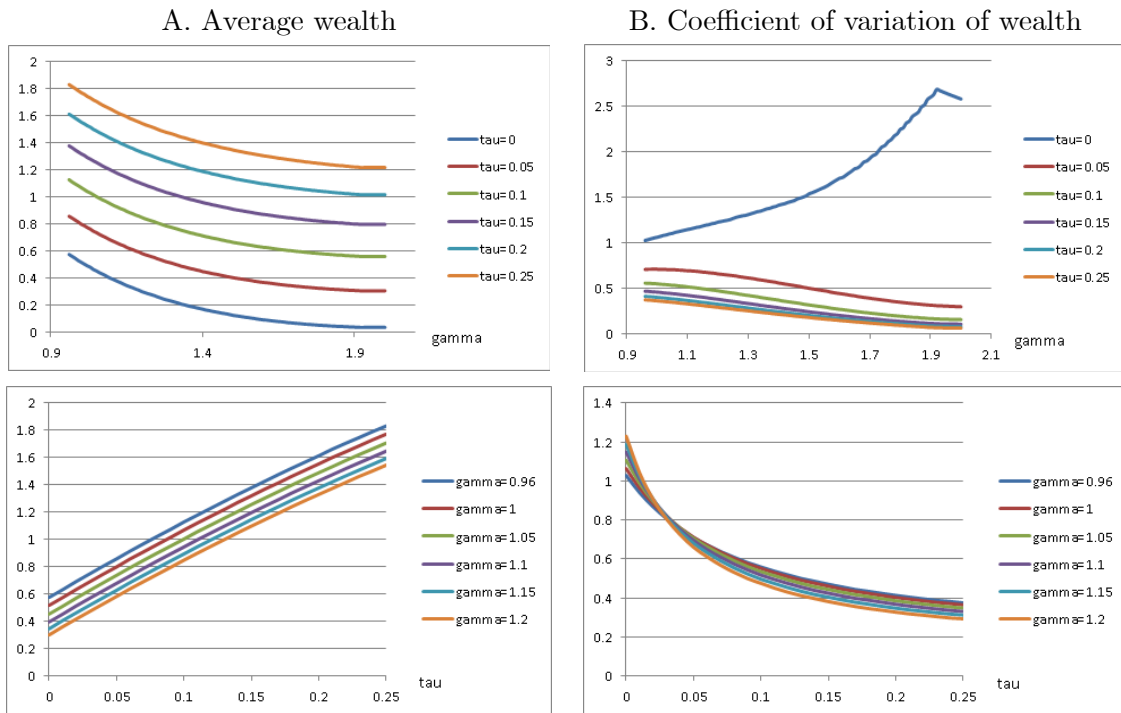 A. Average wealth
B. Coefficient of variation of wealth
2
1.8
1.6
1.4
1.2
1
0.8
0.6
0.4
0.2
0
0.9 1.4 1.9
gamma
tau=0
tau=0.05
tau=0.1
tau=0.15
tau=0.2
tau=0.25
3
2.5
2
1.5
1
0.5
0
0.9 1.1 1.3 1.5 1.7 1.9 2.1
gamma
tau=0
tau=0.05
tau=0.1
tau=0.15
tau=0.2
tau=0.25
2
1.8
1.6
1.4
1.2
1
0.8
0.6
0.4
0.2
0
0 0.05 0.1 0.15 0.2 0.25
tau
gamma=0.96
gamma=1
gamma=1.05
gamma=1.1
gamma=1.15
gamma=1.2
1.4
1.2
1
0.8
0.6
0.4
0.2
0
0 0.05 0.1 0.15 0.2 0.25
tau
gamma=0.96
gamma=1
gamma=1.05
gamma=1.1
gamma=1.15
gamma=1.2